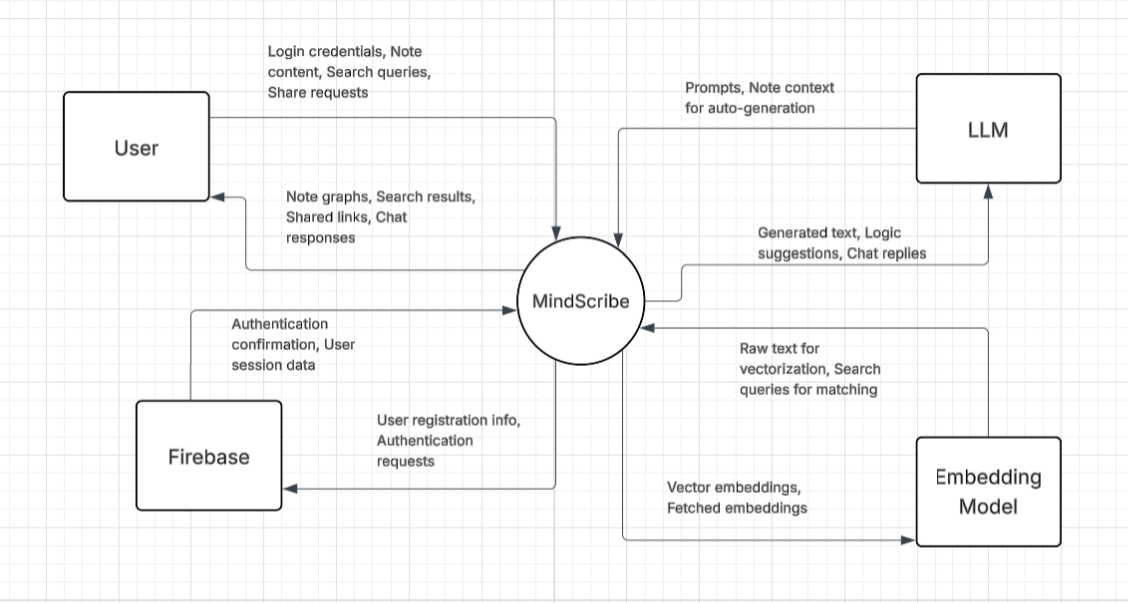 Login credentials, Note
content, Search queries,
Share requests
Prompts, Note context
for auto-generation
User
LLM
Note graphs, Search results,
Shared links, Chat
responses
Generated text, Logic
suggestions, Chat replies
MindScribe
Authentication
confirmation, User
session data
Raw text for
vectorization, Search
queries for matching
User registration info,
Authentication
requests
Firebase
Embedding
Model
Vector embeddings,
Fetched embeddings